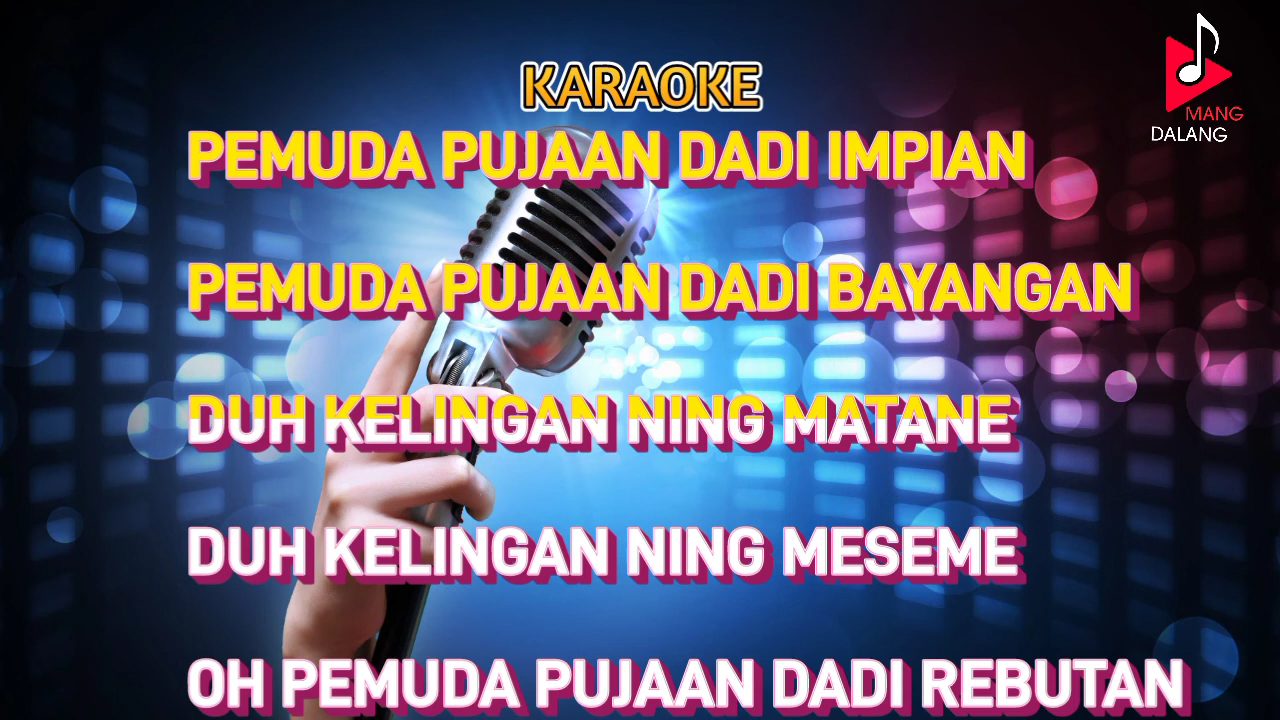 KARAOKE
MANG
DALANG
PEMUDA PUJAAN DADI IMPIAN
PEMUDA PUJAAN DADI BAYANGAN
DUH KELINGAN NING MATANE
DUH KELINGAN NING MESEME
OH PEMUDA PUJAAN DADI REBUTAN